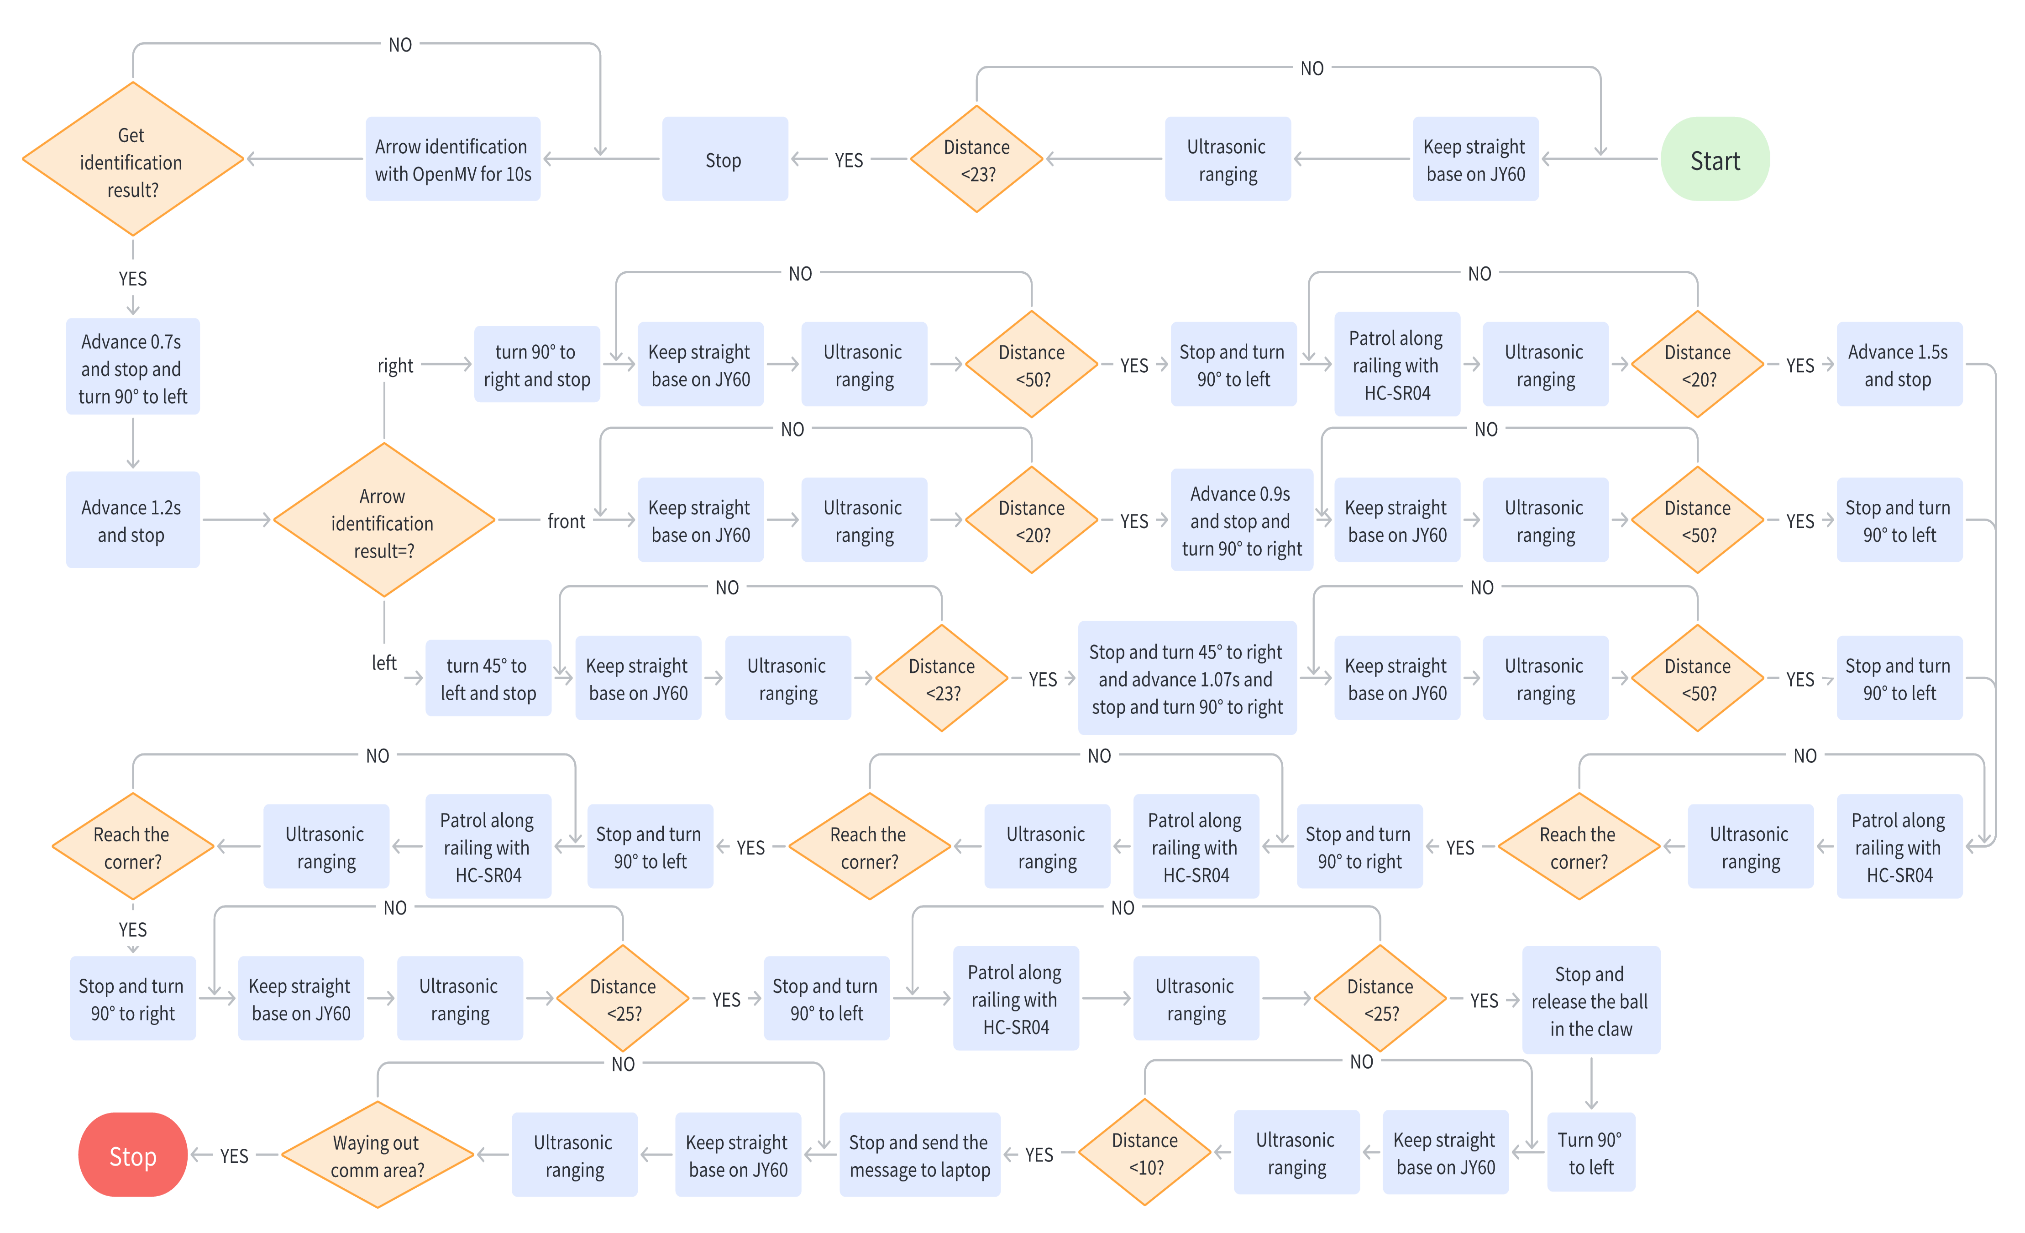 NO
NO
Get
identification
result?
Arrow identification
with OpenMV for 10s
Stop
YES
Distance
<23?
Ultrasonic
ranging
Keep straight
base on JY60
Start
YES
NO
NO
Advance 0.7s
and stop and
turn 90° to left
right
turn 90° to
right and stop
Keep straight
base on JY60
Ultrasonic
ranging
Distance
<50?
YES
Stop and turn
90° to left
Patrol along
railing with
HC-SR04
Ultrasonic
ranging
Distance
<20?
YES
Advance 1.5s
and stop
NO
NO
Advance 1.2s
and stop
Arrow
identification
result=?
front
Keep straight
base on JY60
Ultrasonic
ranging
Distance
<20?
YES
Advance 0.9s
and stop and
turn 90° to right
Keep straight
base on JY60
Ultrasonic
ranging
Distance
<50?
YES
Stop and turn
90° to left
NO
NO
left
turn 45° to
left and stop
Keep straight
base on JY60
Ultrasonic
ranging
Distance
<23?
YES
Stop and turn 45° to right
and advance 1.07s and
stop and turn 90° to right
Keep straight
base on JY60
Ultrasonic
ranging
Distance
<50?
YES
Stop and turn
90° to left
NO
NO
NO
Reach the
corner?
Ultrasonic
ranging
Patrol along
railing with
HC-SR04
Stop and turn
90° to left
YES
Reach the
corner?
Ultrasonic
ranging
Patrol along
railing with
HC-SR04
Stop and turn
90° to right
YES
Reach the
corner?
Ultrasonic
ranging
Patrol along
railing with
HC-SR04
YES
NO
NO
Stop and turn
90° to right
Keep straight
base on JY60
Ultrasonic
ranging
Distance
<25?
YES
Stop and turn
90° to left
Patrol along
railing with
HC-SR04
Ultrasonic
ranging
Distance
<25?
YES
Stop and
release the ball
in the claw
NO
NO
Stop
YES
Waying out
comm area?
Ultrasonic
ranging
Keep straight
base on JY60
Stop and send the
message to laptop
YES
Distance
<10?
Ultrasonic
ranging
Keep straight
base on JY60
Turn 90°
to left